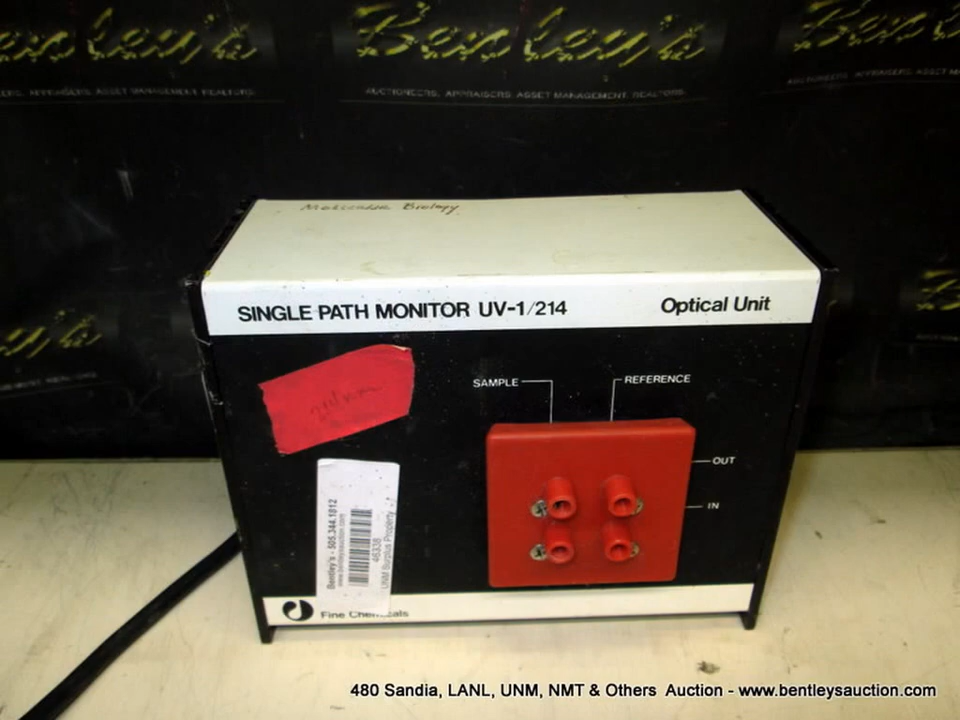 Bentley's
AUCTIONEERS. APPRAISERS. ASSET MANAGEMENT. REALTORS.
Molecular Biology
SINGLE PATH MONITOR UV-1/214
Optical Unit
SAMPLE
REFERENCE
OUT
IN
Bentley's - 505.344.1812
www.bentleysauction.com
46338
UNM Surplus Property
Fine Chemicals
480 Sandia, LANL, UNM, NMT & Others Auction - www.bentleysauction.com